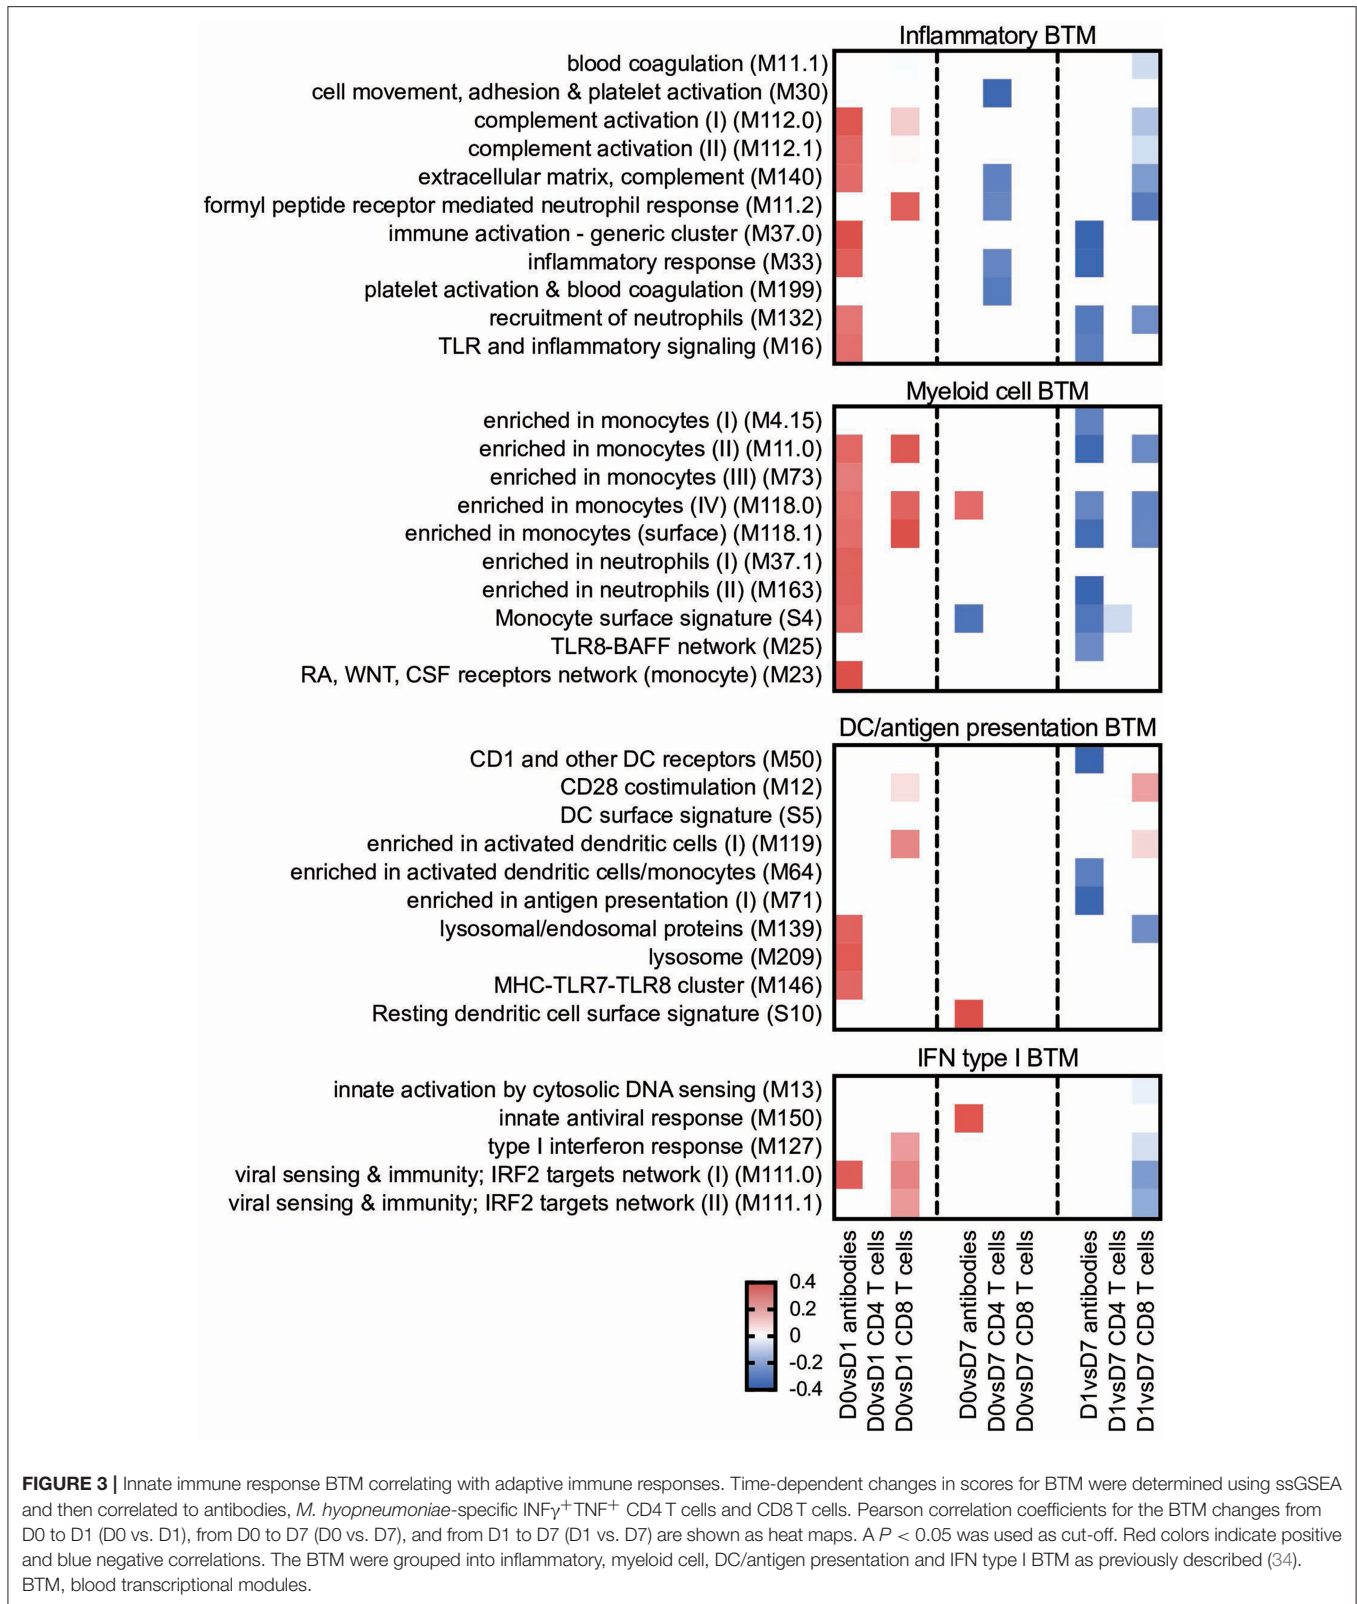 Inflammatory BTM
blood coagulation (M11.1)
cell movement, adhesion & platelet activation (M30)
complement activation (I) (M112.0)
complement activation (II) (M112.1)
extracellular matrix, complement (M140)
formyl peptide receptor mediated neutrophil response (M11.2)
immune activation - generic cluster (M37.0)
inflammatory response (M33)
platelet activation & blood coagulation (M199)
recruitment of neutrophils (M132)
TLR and inflammatory signaling (M16)
Myeloid cell BTM
enriched in monocytes (I) (M4.15)
enriched in monocytes (II) (M11.0)
enriched in monocytes (III) (M73)
enriched in monocytes (IV) (M118.0)
enriched in monocytes (surface) (M118.1)
enriched in neutrophils (I) (M37.1)
enriched in neutrophils (II) (M163)
Monocyte surface signature (S4)
TLR8-BAFF network (M25)
RA, WNT, CSF receptors network (monocyte) (M23)
DC/antigen presentation BTM
CD1 and other DC receptors (M50)
CD28 costimulation (M12)
DC surface signature (S5)
enriched in activated dendritic cells (I) (M119)
enriched in activated dendritic cells/monocytes (M64)
enriched in antigen presentation (I) (M71)
lysosomal/endosomal proteins (M139)
lysosome (M209)
MHC-TLR7-TLR8 cluster (M146)
Resting dendritic cell surface signature (S10)
IFN type I BTM
innate activation by cytosolic DNA sensing (M13)
innate antiviral response (M150)
type I interferon response (M127)
viral sensing & immunity; IRF2 targets network (I) (M111.0)
viral sensing & immunity; IRF2 targets network (II) (M111.1)
0.4
0.2
0
-0.2
-0.4
D0vsD1 antibodies
D0vsD1 CD4 T cells
D0vsD1 CD8 T cells
D0vsD7 antibodies
D0vsD7 CD4 T cells
D0vsD7 CD8 T cells
D1vsD7 antibodies
D1vsD7 CD4 T cells
D1vsD7 CD8 T cells
FIGURE 3 | Innate immune response BTM correlating with adaptive immune responses. Time-dependent changes in scores for BTM were determined using ssGSEA
and then correlated to antibodies, M. hyopneumoniae-specific INFγ+TNF+ CD4 T cells and CD8 T cells. Pearson correlation coefficients for the BTM changes from
D0 to D1 (D0 vs. D1), from D0 to D7 (D0 vs. D7), and from D1 to D7 (D1 vs. D7) are shown as heat maps. A P < 0.05 was used as cut-off. Red colors indicate positive
and blue negative correlations. The BTM were grouped into inflammatory, myeloid cell, DC/antigen presentation and IFN type I BTM as previously described (34).
BTM, blood transcriptional modules.